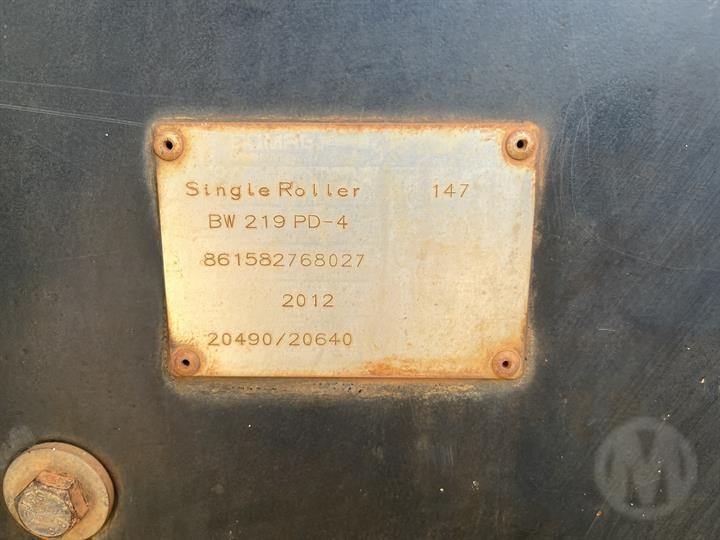 Single Roller 147
BW 219 PD-4
861582768027
2012
20490/20640
M